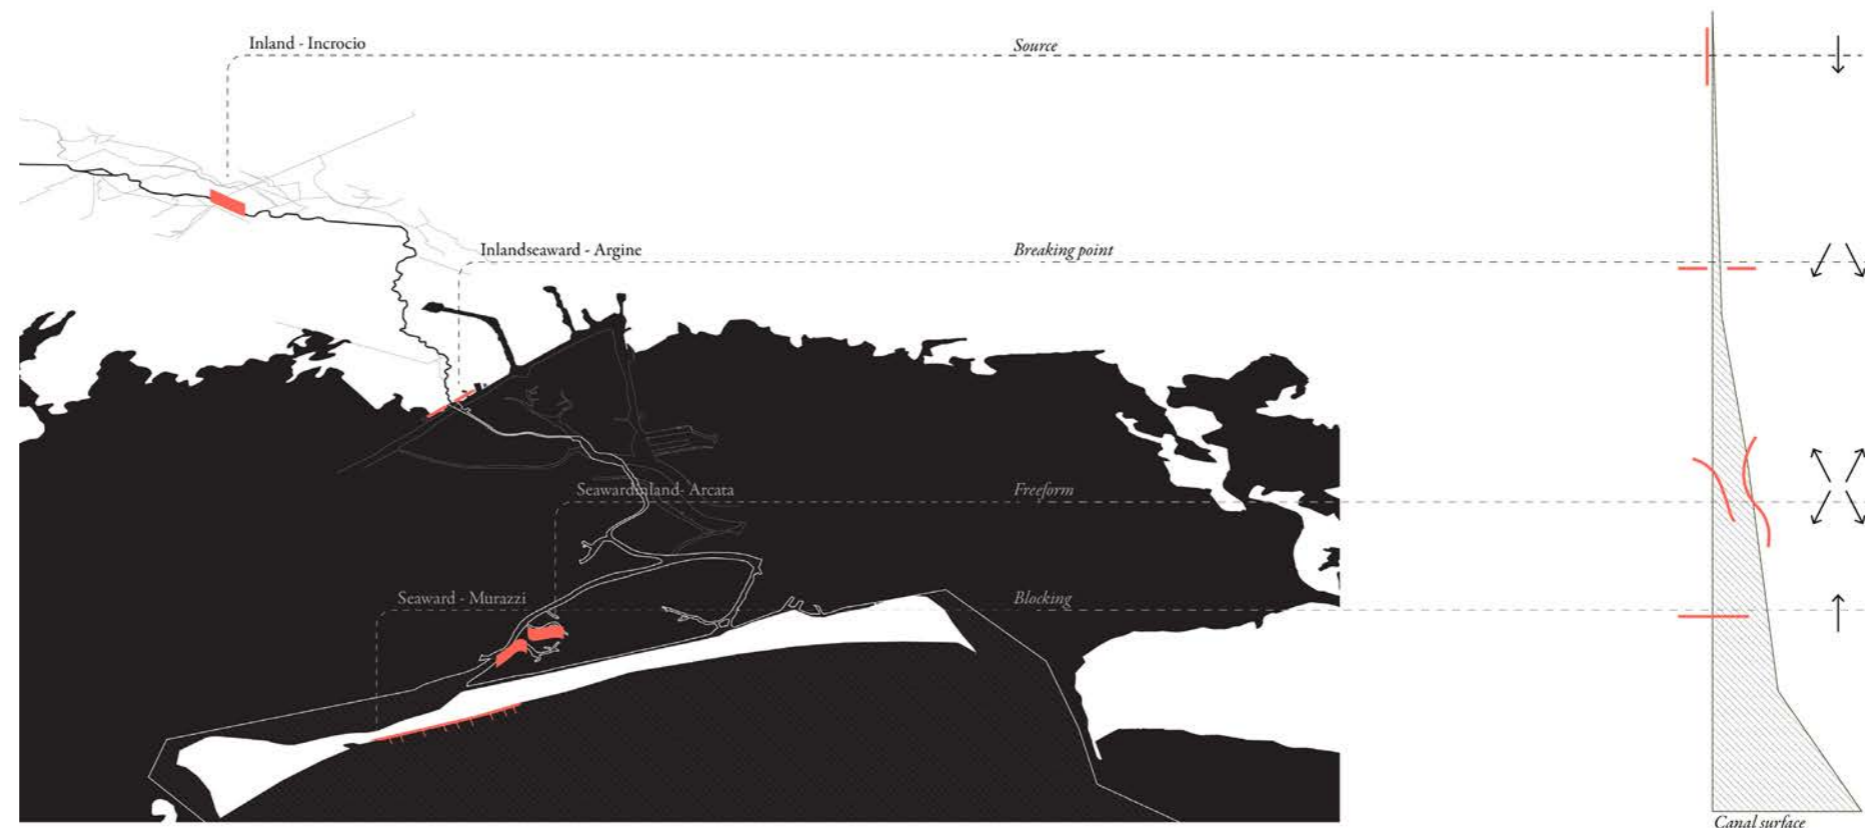 Inland - Incrocio
Source
Inlandseaward - Argine
Breaking point
Seawardinland- Arcata
Freeform
Seaward - Murazzi
Blocking
Canal surface